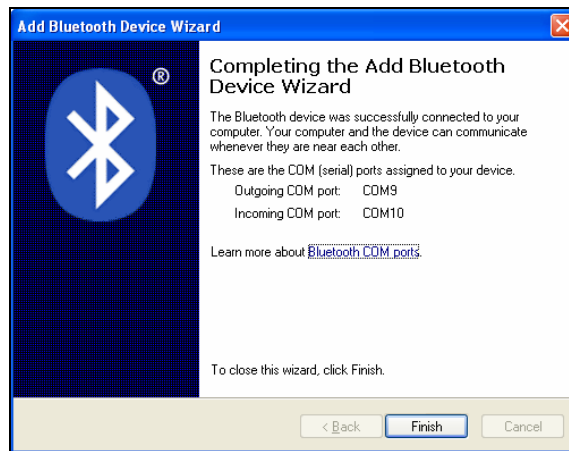 Add Bluetooth Device Wizard
®
Completing the Add Bluetooth
Device Wizard
The Bluetooth device was successfully connected to your
computer. Your computer and the device can communicate
whenever they are near each other.
These are the COM (serial) ports assigned to your device.
Outgoing COM port: COM9
Incoming COM port: COM10
Learn more about Bluetooth COM ports.
To close this wizard, click Finish.
< Back Finish Cancel